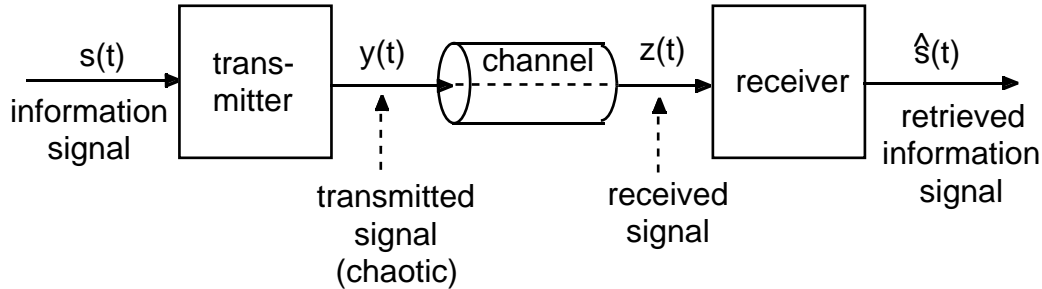 s(t)
information
signal
trans-
mitter
y(t)
transmitted
signal
(chaotic)
channel
z(t)
received
signal
receiver
ŝ(t)
retrieved
information
signal